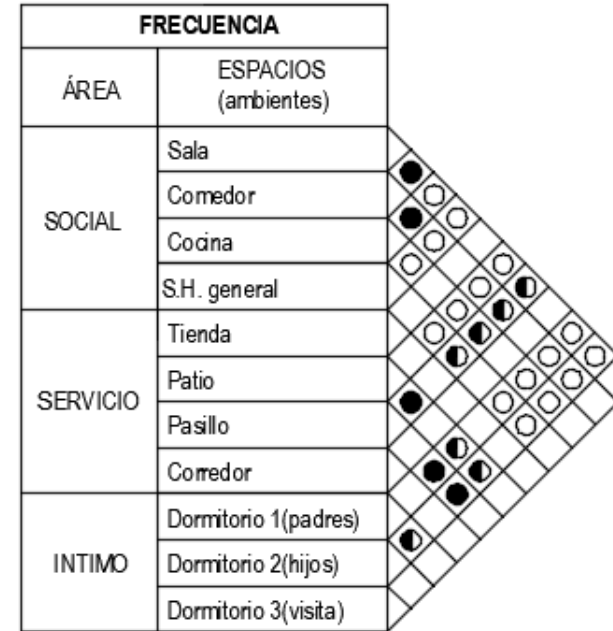 FRECUENCIA
ÁREA
ESPACIOS
(ambientes)
SOCIAL
Sala
Comedor
Cocina
S.H. general
SERVICIO
Tienda
Patio
Pasillo
Corredor
INTIMO
Dormitorio 1(padres)
Dormitorio 2(hijos)
Dormitorio 3(visita)